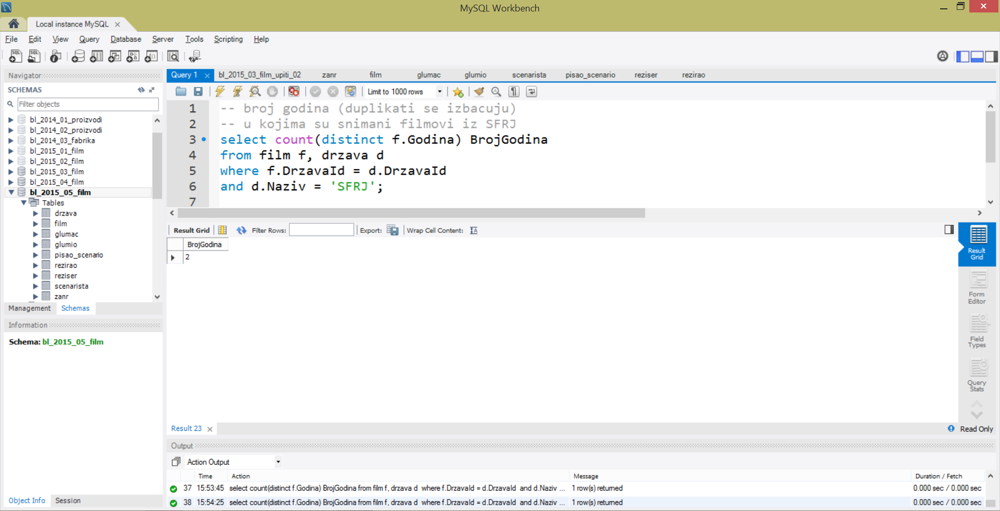 MySQL Workbench
Local instance MySQL
File Edit View Query Database Server Tools Scripting Help
Navigator
SCHEMAS
Filter objects
bl_2014_01_proizvodi
bl_2014_02_proizvodi
bl_2014_03_fabrika
bl_2015_01_film
bl_2015_02_film
bl_2015_03_film
bl_2015_04_film
bl_2015_05_film
Tables
drzava
film
glumac
glumio
pisao_scenario
rezirao
reziser
scenarista
zanr
Management Schemas
Information
Schema: bl_2015_05_film
Object Info Session
Query 1 bl_2015_03_film_upiti_02 zanr film glumac glumio scenarista pisao_scenario reziser rezirao
Limit to 1000 rows
1 -- broj godina (duplikati se izbacuju)
2 -- u kojima su snimani filmovi iz SFRJ
3 select count(distinct f.Godina) BrojGodina
4 from film f, drzava d
5 where f.DrzavaId = d.DrzavaId
6 and d.Naziv = 'SFRJ';
7
Result Grid Filter Rows: Export: Wrap Cell Content:
BrojGodina
2
Result Grid
Form Editor
Field Types
Query Stats
Result 23
Read Only
Output
Action Output
Time Action Message Duration / Fetch
37 15:53:45 select count(distinct f.Godina) BrojGodina from film f, drzava d where f.DrzavaId = d.DrzavaId and d.Naziv ... 1 row(s) returned 0.000 sec / 0.000 sec
38 15:54:25 select count(distinct f.Godina) BrojGodina from film f, drzava d where f.DrzavaId = d.DrzavaId and d.Naziv ... 1 row(s) returned 0.000 sec / 0.000 sec